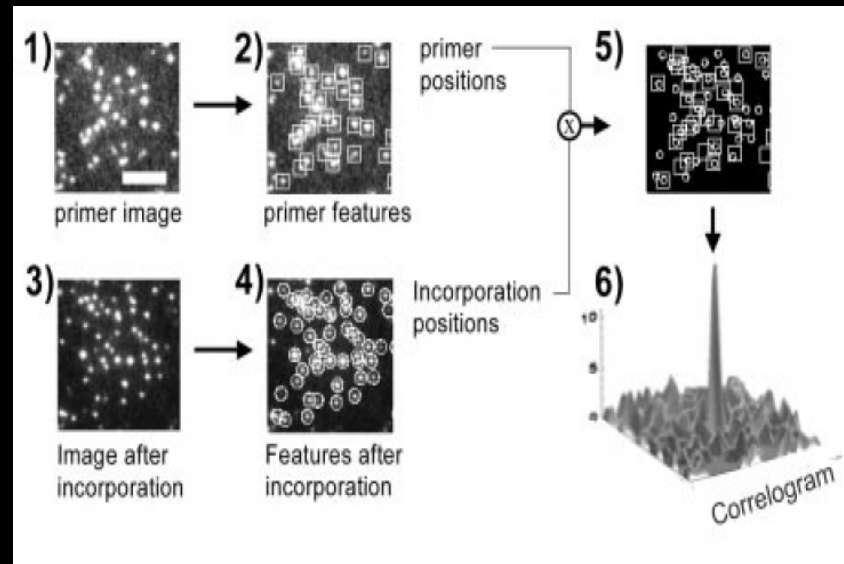 1)
primer image
2)
primer features
primer
positions
3)
Image after
incorporation
4)
Features after
incorporation
Incorporation
positions
X
5)
6)
10
5
0
Correlogram